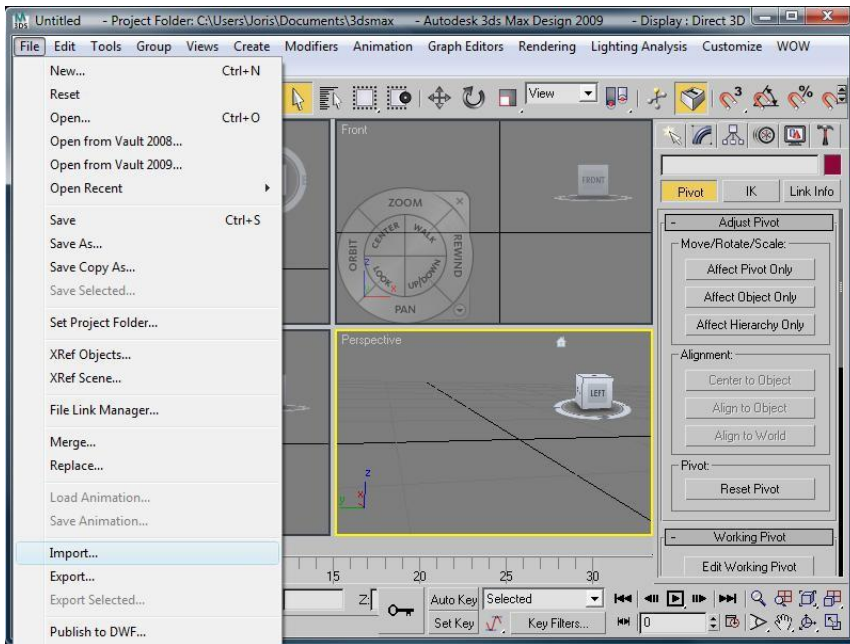 Untitled - Project Folder: C:\Users\Joris\Documents\3dsmax - Autodesk 3ds Max Design 2009 - Display : Direct 3D
File Edit Tools Group Views Create Modifiers Animation Graph Editors Rendering Lighting Analysis Customize WOW
New... Ctrl+N
Reset
Open... Ctrl+O
Open from Vault 2008...
Open from Vault 2009...
Open Recent
Save Ctrl+S
Save As...
Save Copy As...
Save Selected...
Set Project Folder...
XRef Objects...
XRef Scene...
File Link Manager...
Merge...
Replace...
Load Animation...
Save Animation...
Import...
Export...
Export Selected...
Publish to DWF...
View
3
%
Front
FRONT
ZOOM
CENTER WALK
ORBIT REWIND
LOOK UP/DOWN
PAN
z
x
Perspective
LEFT
z
x
y
Pivot IK Link Info
- Adjust Pivot
Move/Rotate/Scale:
Affect Pivot Only
Affect Object Only
Affect Hierarchy Only
Alignment:
Center to Object
Align to Object
Align to World
Pivot:
Reset Pivot
- Working Pivot
Edit Working Pivot
15 20 25 30
Z: Auto Key Selected
Set Key Key Filters... 0